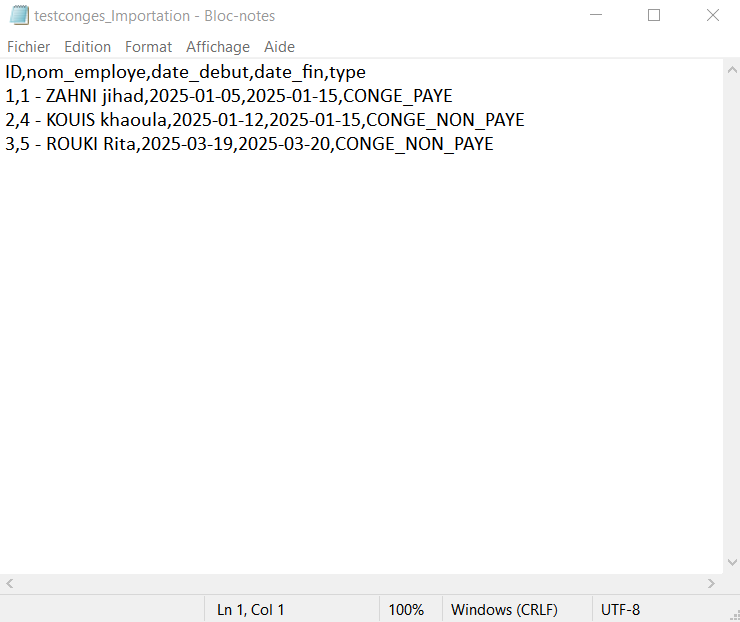 testconges_Importation - Bloc-notes
Fichier Edition Format Affichage Aide
ID,nom_employe,date_debut,date_fin,type
1,1 - ZAHNI jihad,2025-01-05,2025-01-15,CONGE_PAYE
2,4 - KOUIS khaoula,2025-01-12,2025-01-15,CONGE_NON_PAYE
3,5 - ROUKI Rita,2025-03-19,2025-03-20,CONGE_NON_PAYE
Ln 1, Col 1 100% Windows (CRLF) UTF-8